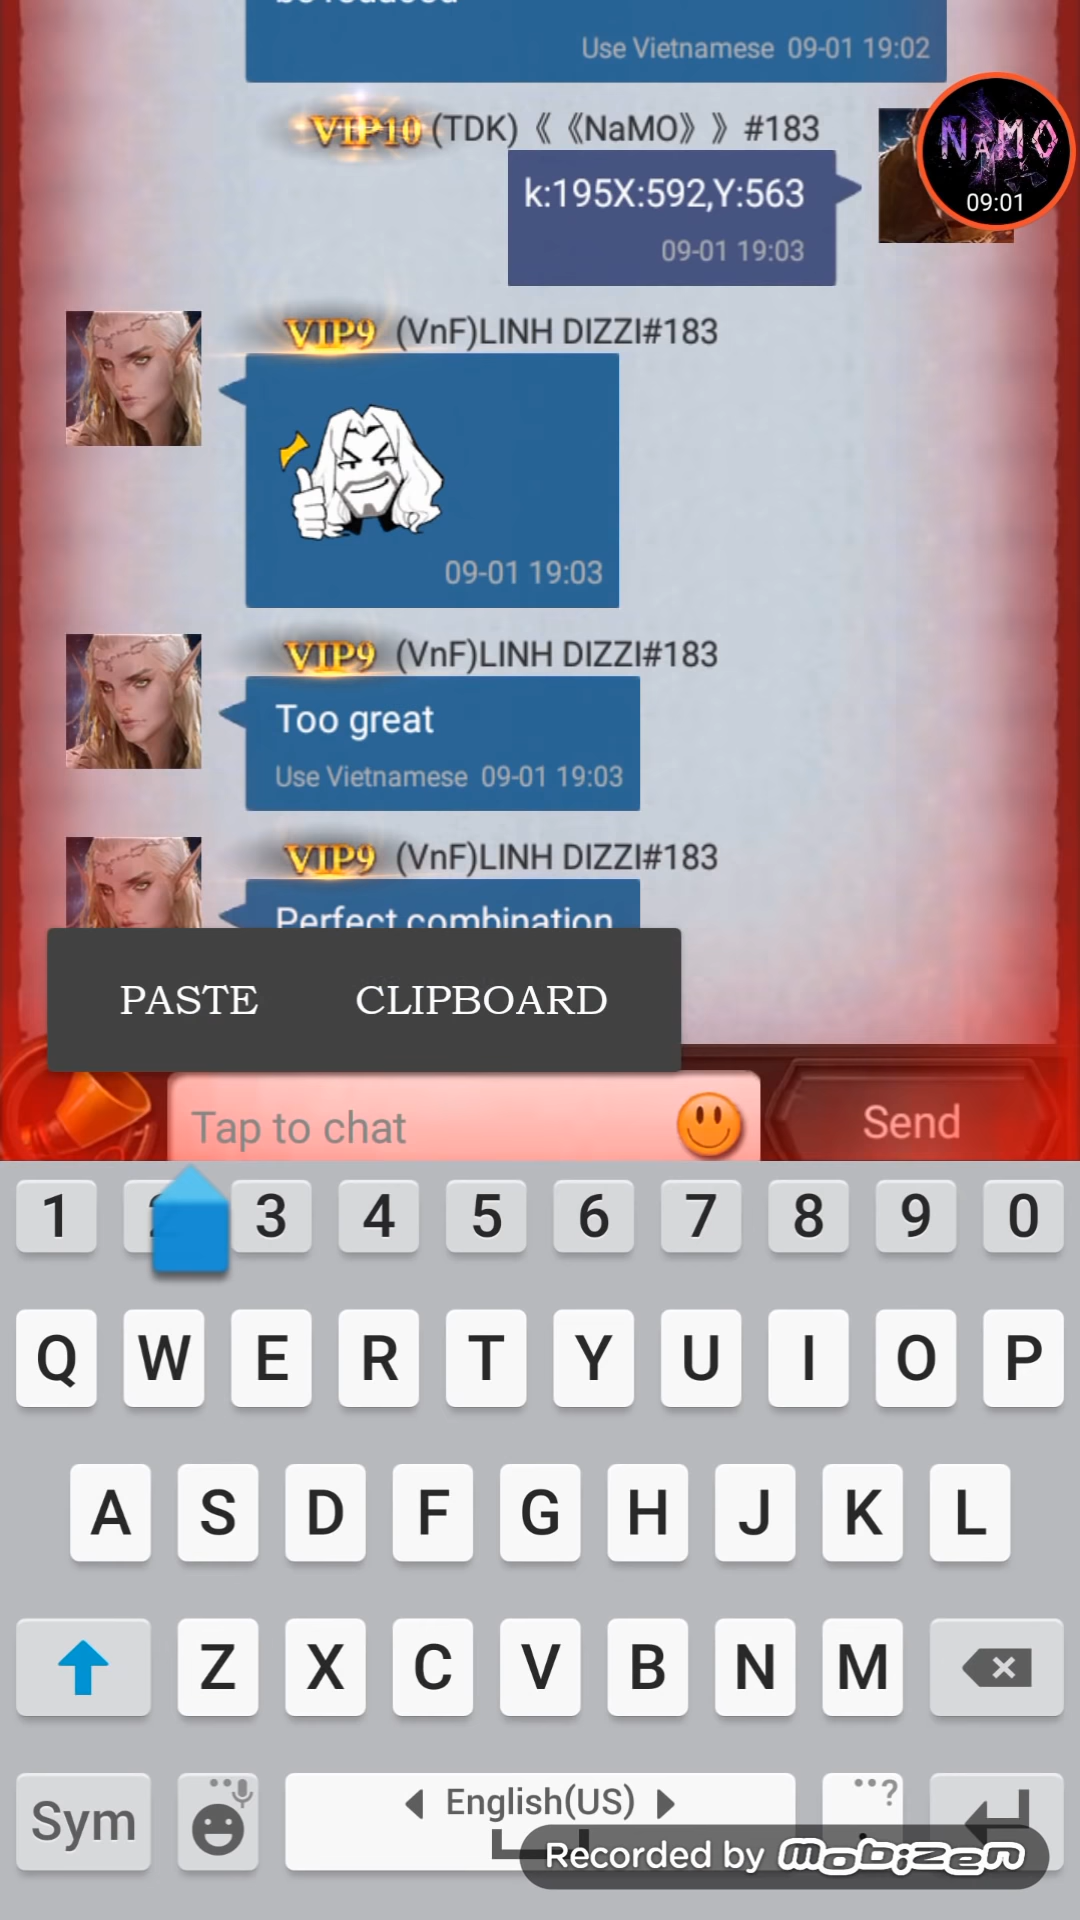 Use Vietnamese 09-01 19:02
VIP10 (TDK)《《NaMO》》#183
NaMO
09:01
k:195X:592,Y:563
09-01 19:03
VIP9 (VnF)LINH DIZZI#183
09-01 19:03
VIP9 (VnF)LINH DIZZI#183
Too great
Use Vietnamese 09-01 19:03
VIP9 (VnF)LINH DIZZI#183
Perfect combination
PASTE CLIPBOARD
Tap to chat
Send
1 2 3 4 5 6 7 8 9 0
Q W E R T Y U I O P
A S D F G H J K L
Z X C V B N M
Sym English(US) ?
Recorded by mobizen